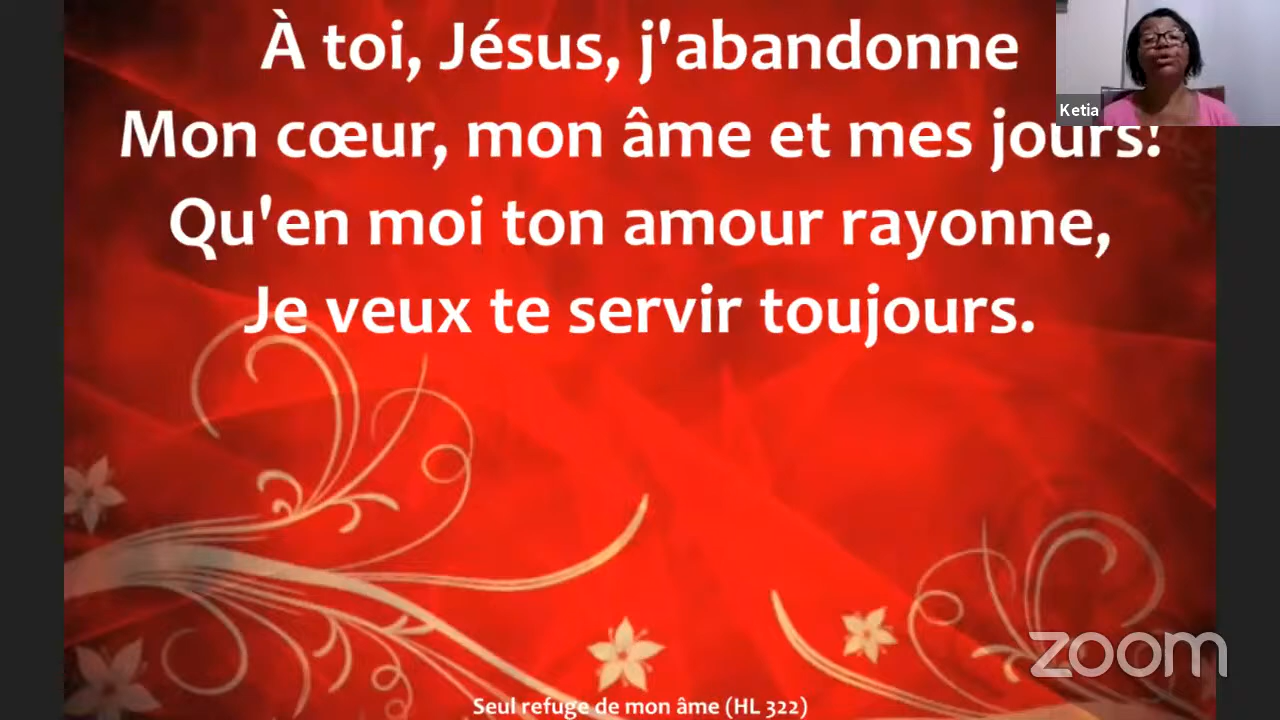 À toi, Jésus, j'abandonne
Mon cœur, mon âme et mes jours!
Qu'en moi ton amour rayonne,
Je veux te servir toujours.
Ketia
zoom
Seul refuge de mon âme (HL 322)